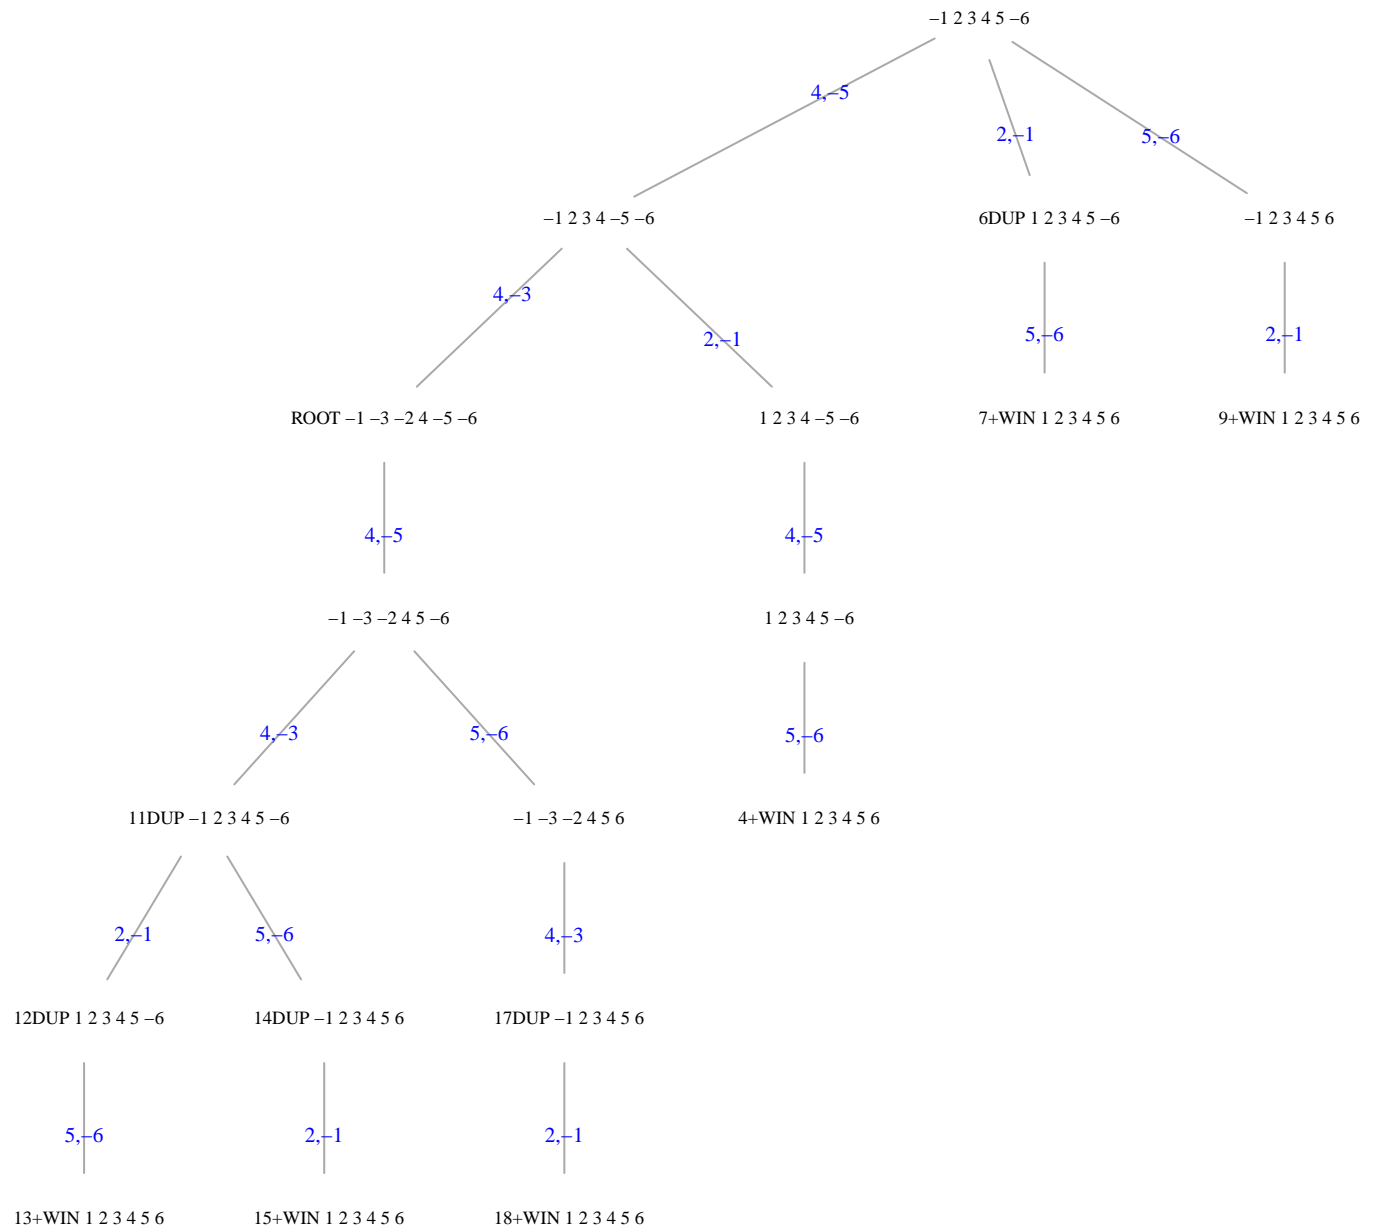 –1 2 3 4 5 –6
4,–5
2,–1
5,–6
–1 2 3 4 –5 –6
6DUP 1 2 3 4 5 –6
–1 2 3 4 5 6
4,–3
2,–1
5,–6
2,–1
ROOT –1 –3 –2 4 –5 –6
1 2 3 4 –5 –6
7+WIN 1 2 3 4 5 6
9+WIN 1 2 3 4 5 6
4,–5
4,–5
–1 –3 –2 4 5 –6
1 2 3 4 5 –6
4,–3
5,–6
5,–6
11DUP –1 2 3 4 5 –6
–1 –3 –2 4 5 6
4+WIN 1 2 3 4 5 6
2,–1
5,–6
4,–3
12DUP 1 2 3 4 5 –6
14DUP –1 2 3 4 5 6
17DUP –1 2 3 4 5 6
5,–6
2,–1
2,–1
13+WIN 1 2 3 4 5 6
15+WIN 1 2 3 4 5 6
18+WIN 1 2 3 4 5 6